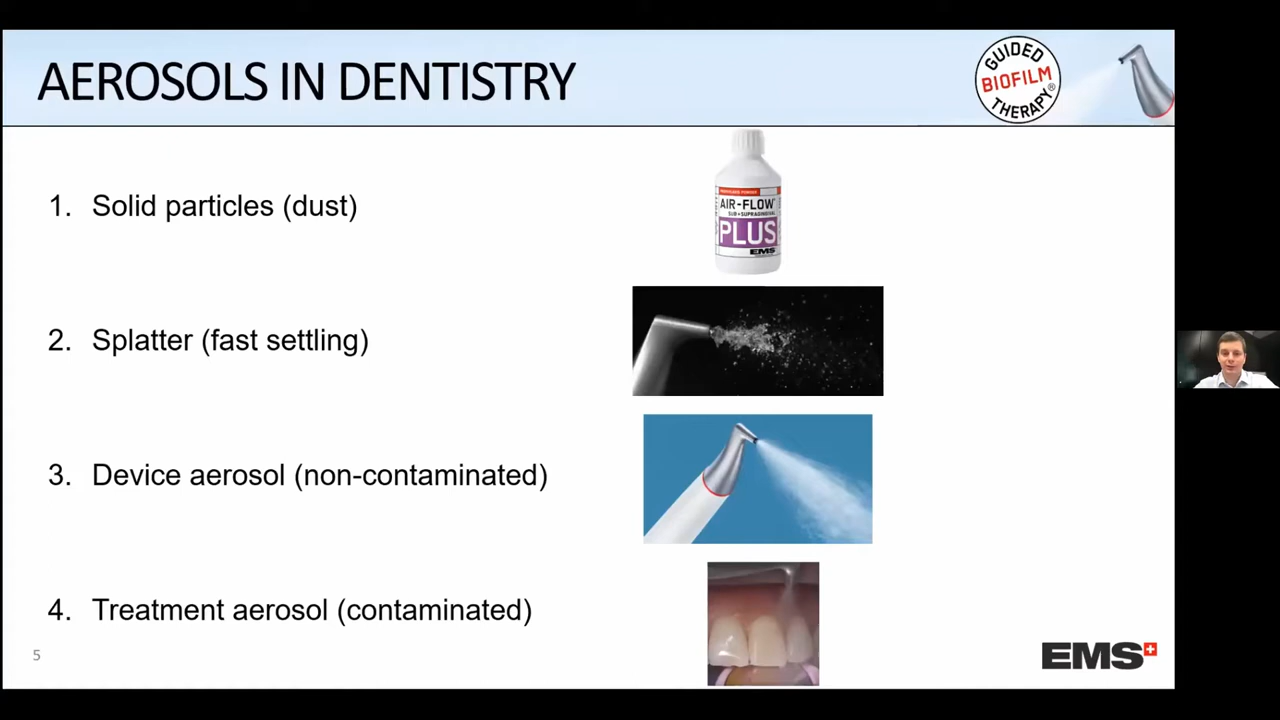 AEROSOLS IN DENTISTRY
GUIDED
BIOFILM
THERAPY®
1. Solid particles (dust)
AIR-FLOW®
SUB+SUPRAGINGIVAL
PLUS
EMS
2. Splatter (fast settling)
3. Device aerosol (non-contaminated)
4. Treatment aerosol (contaminated)
5
EMS